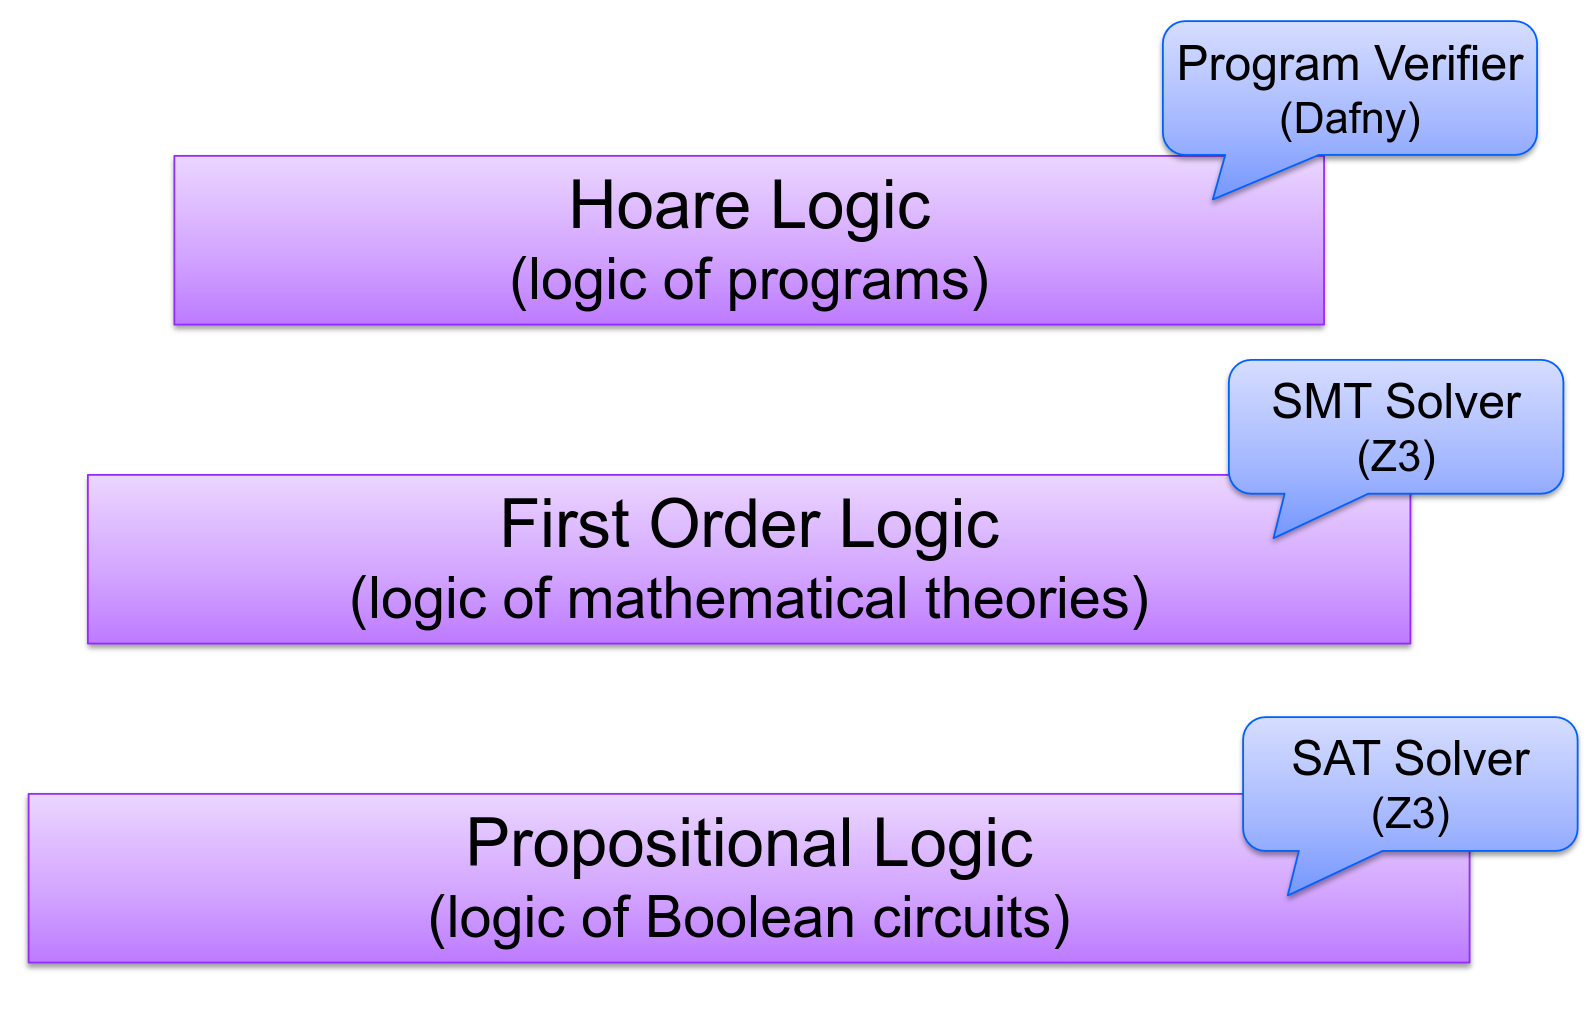 Program Verifier
(Dafny)
Hoare Logic
(logic of programs)
SMT Solver
(Z3)
First Order Logic
(logic of mathematical theories)
SAT Solver
(Z3)
Propositional Logic
(logic of Boolean circuits)